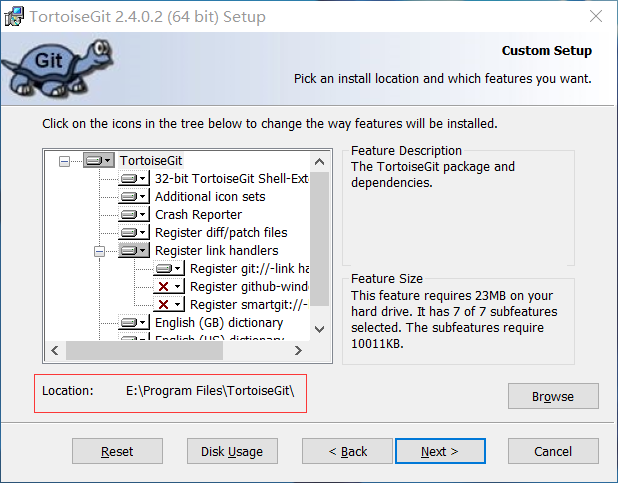 TortoiseGit 2.4.0.2 (64 bit) Setup
Git
Custom Setup
Pick an install location and which features you want.
Click on the icons in the tree below to change the way features will be installed.
TortoiseGit
32-bit TortoiseGit Shell-Ext
Additional icon sets
Crash Reporter
Register diff/patch files
Register link handlers
Register git://-link ha
Register github-wind
Register smartgit://-
English (GB) dictionary
English (US) dictionary
Feature Description
The TortoiseGit package and
dependencies.
Feature Size
This feature requires 23MB on your
hard drive. It has 7 of 7 subfeatures
selected. The subfeatures require
10011KB.
Location: E:\Program Files\TortoiseGit\
Browse
Reset
Disk Usage
< Back
Next >
Cancel